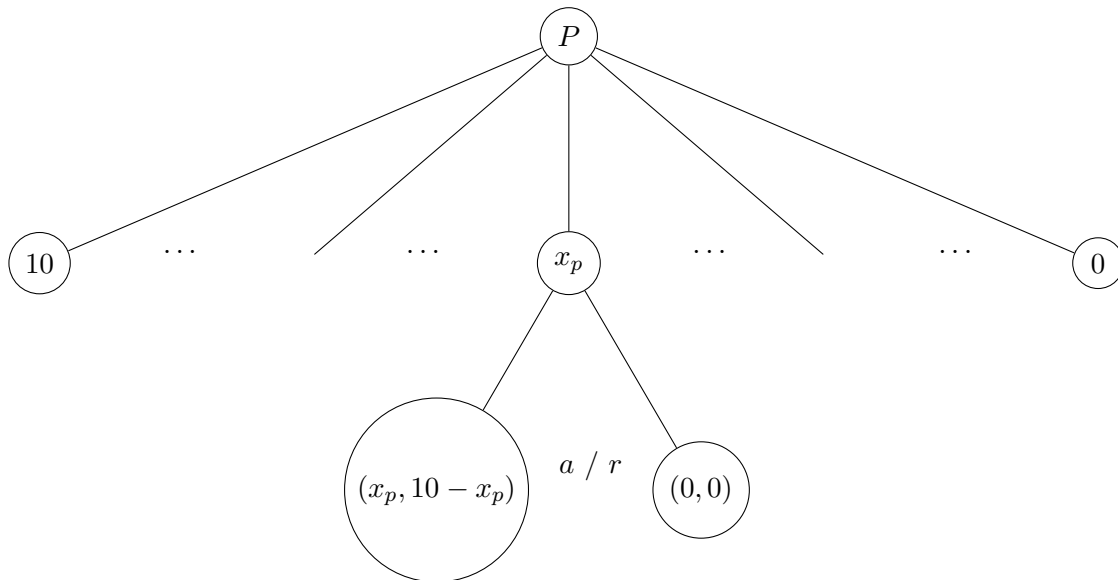 P
10 ... ... x_p ... ... 0
a / r
(x_p, 10 − x_p) (0, 0)